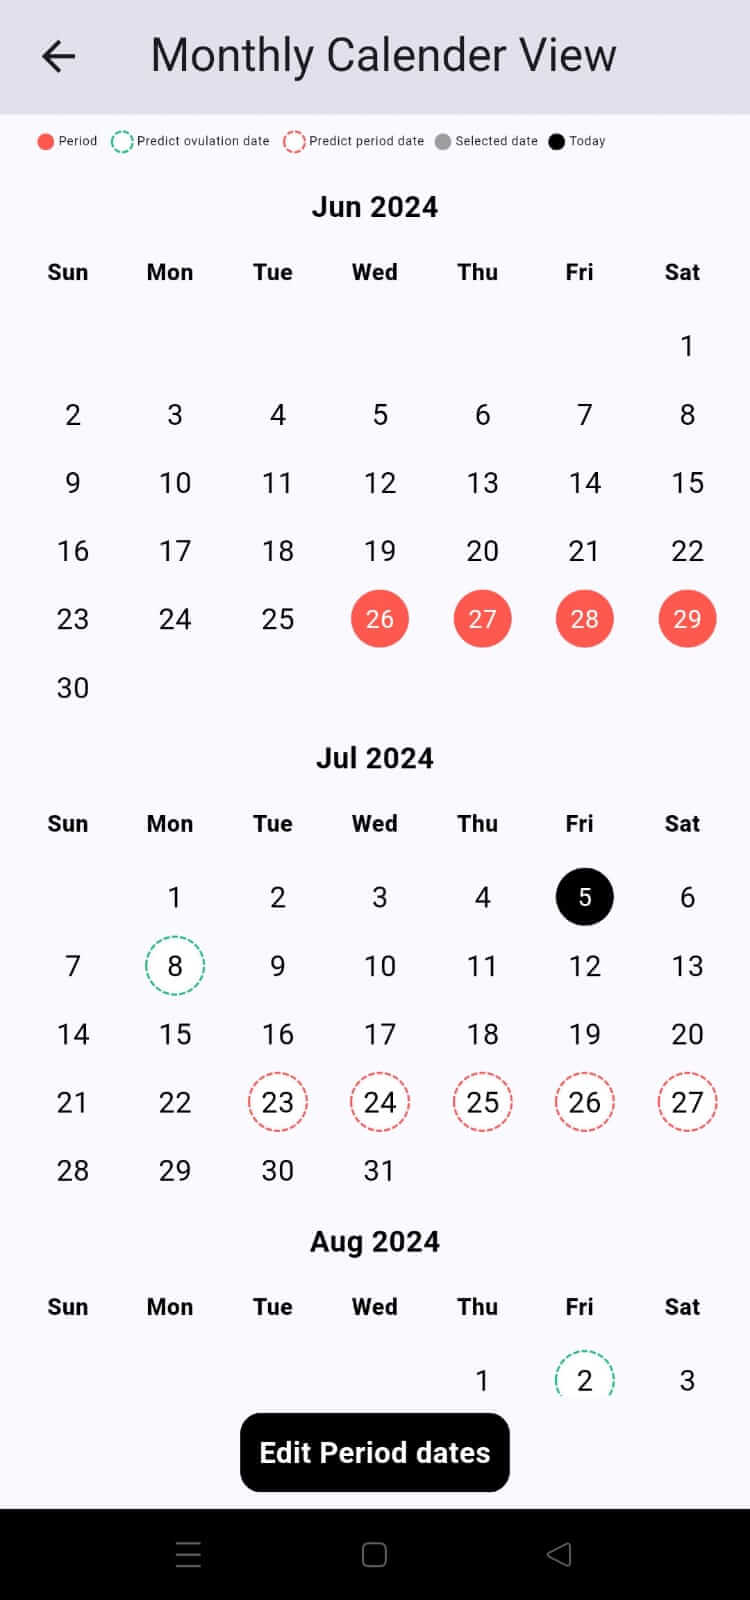 Monthly Calender View
Period Predict ovulation date Predict period date Selected date Today
Jun 2024
Sun Mon Tue Wed Thu Fri Sat
1
2 3 4 5 6 7 8
9 10 11 12 13 14 15
16 17 18 19 20 21 22
23 24 25 26 27 28 29
30
Jul 2024
Sun Mon Tue Wed Thu Fri Sat
1 2 3 4 5 6
7 8 9 10 11 12 13
14 15 16 17 18 19 20
21 22 23 24 25 26 27
28 29 30 31
Aug 2024
Sun Mon Tue Wed Thu Fri Sat
1 2 3
Edit Period dates